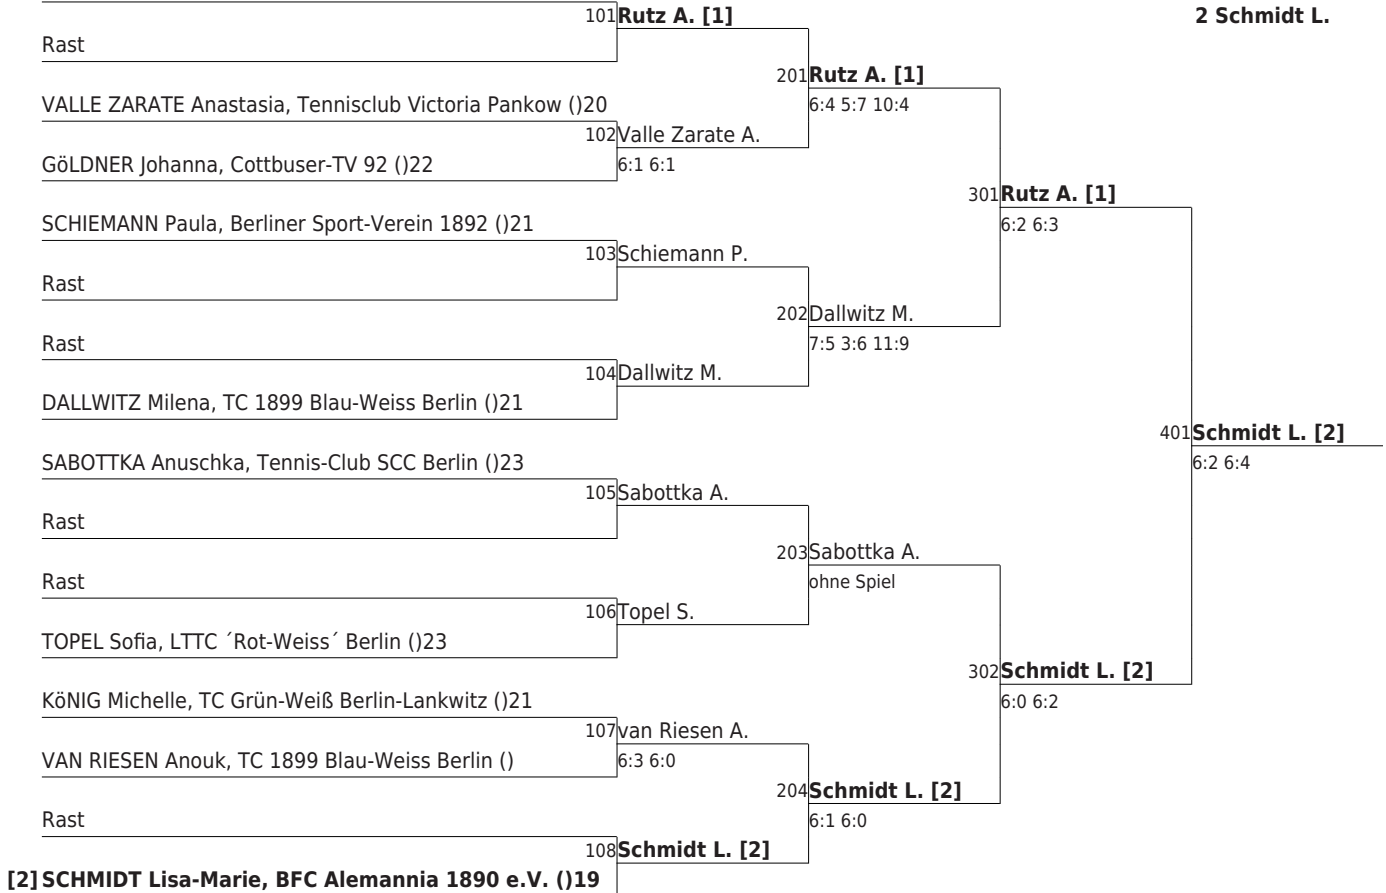 101 Rutz A. [1]
2 Schmidt L.
Rast
201 Rutz A. [1]
VALLE ZARATE Anastasia, Tennisclub Victoria Pankow ()20
6:4 5:7 10:4
102 Valle Zarate A.
GöLDNER Johanna, Cottbuser-TV 92 ()22
6:1 6:1
301 Rutz A. [1]
SCHIEMANN Paula, Berliner Sport-Verein 1892 ()21
6:2 6:3
103 Schiemann P.
Rast
202 Dallwitz M.
Rast
7:5 3:6 11:9
104 Dallwitz M.
DALLWITZ Milena, TC 1899 Blau-Weiss Berlin ()21
401 Schmidt L. [2]
SABOTTKA Anuschka, Tennis-Club SCC Berlin ()23
6:2 6:4
105 Sabottka A.
Rast
203 Sabottka A.
Rast
ohne Spiel
106 Topel S.
TOPEL Sofia, LTTC ´Rot-Weiss´ Berlin ()23
302 Schmidt L. [2]
KöNIG Michelle, TC Grün-Weiß Berlin-Lankwitz ()21
6:0 6:2
107 van Riesen A.
VAN RIESEN Anouk, TC 1899 Blau-Weiss Berlin ()
6:3 6:0
204 Schmidt L. [2]
Rast
6:1 6:0
108 Schmidt L. [2]
[2] SCHMIDT Lisa-Marie, BFC Alemannia 1890 e.V. ()19